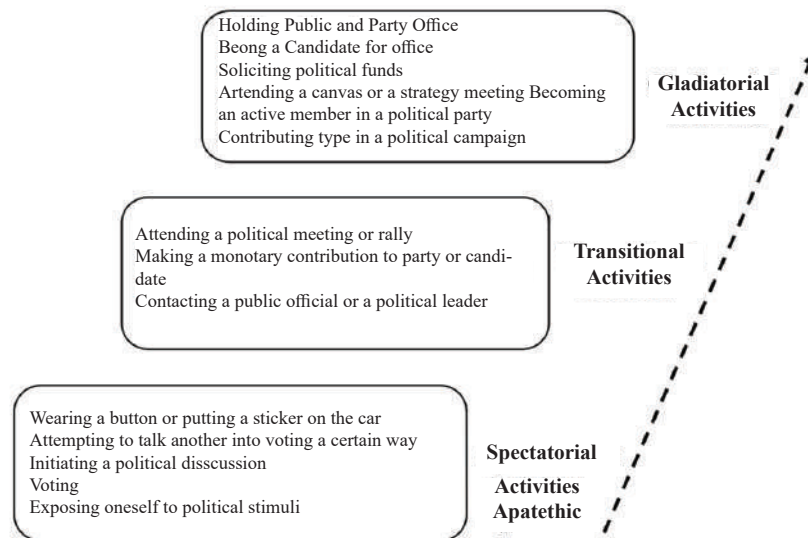 Holding Public and Party Office
Beong a Candidate for office
Soliciting political funds
Artending a canvas or a strategy meeting Becoming
an active member in a political party
Contributing type in a political campaign
Gladiatorial
Activities
Attending a political meeting or rally
Making a monotary contribution to party or candi-
date
Contacting a public official or a political leader
Transitional
Activities
Wearing a button or putting a sticker on the car
Attempting to talk another into voting a certain way
Initiating a political disscussion
Voting
Exposing oneself to political stimuli
Spectatorial
Activities
Apatethic